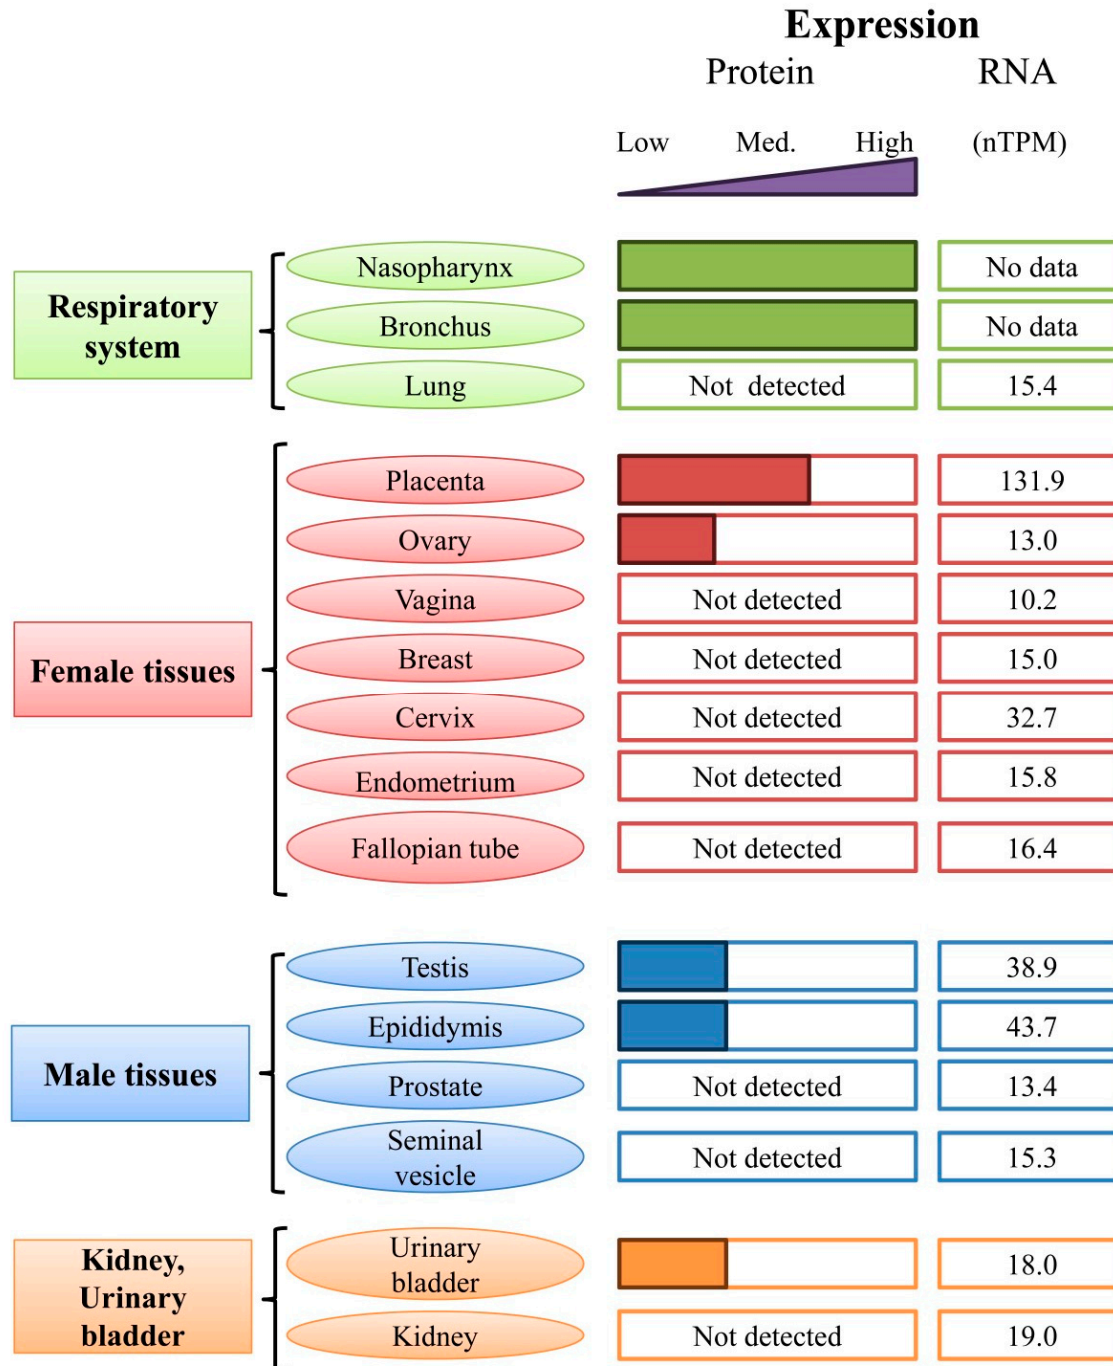 Expression
Protein RNA
Low Med. High (nTPM)
Respiratory
system
Nasopharynx No data
Bronchus No data
Lung Not detected 15.4
Female tissues
Placenta 131.9
Ovary 13.0
Vagina Not detected 10.2
Breast Not detected 15.0
Cervix Not detected 32.7
Endometrium Not detected 15.8
Fallopian tube Not detected 16.4
Male tissues
Testis 38.9
Epididymis 43.7
Prostate Not detected 13.4
Seminal
vesicle Not detected 15.3
Kidney,
Urinary
bladder
Urinary
bladder 18.0
Kidney Not detected 19.0